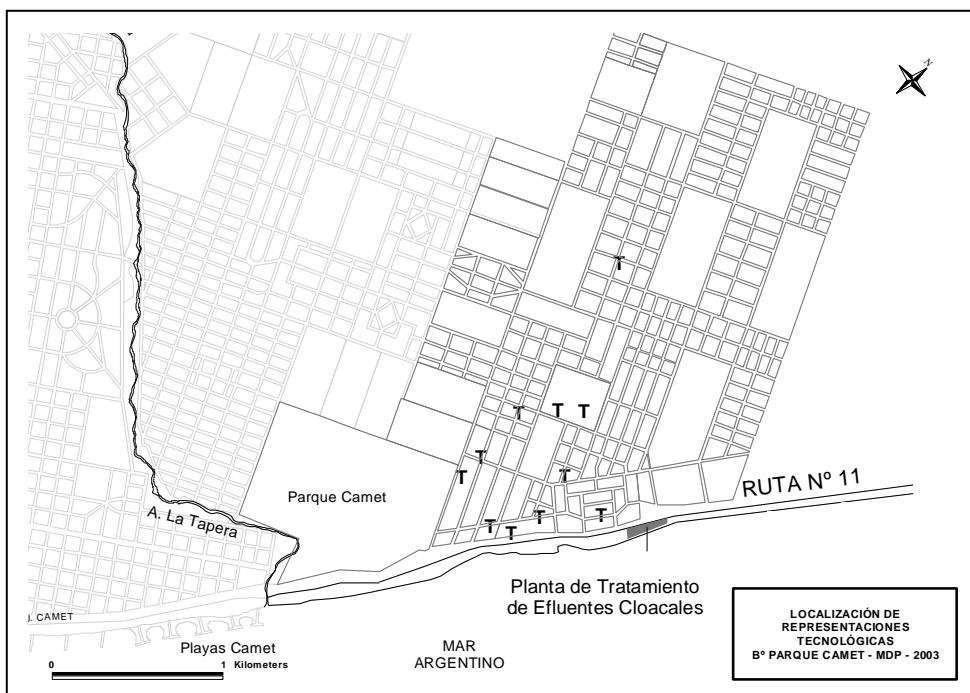 N
T
T
T
T
T
T
T
T
T
T
T
Parque Camet
RUTA Nº 11
A. La Tapera
Planta de Tratamiento
de Efluentes Cloacales
CAMET
Playas Camet
0
1 Kilometers
MAR
ARGENTINO
LOCALIZACIÓN DE
REPRESENTACIONES
TECNOLÓGICAS
Bº PARQUE CAMET - MDP - 2003